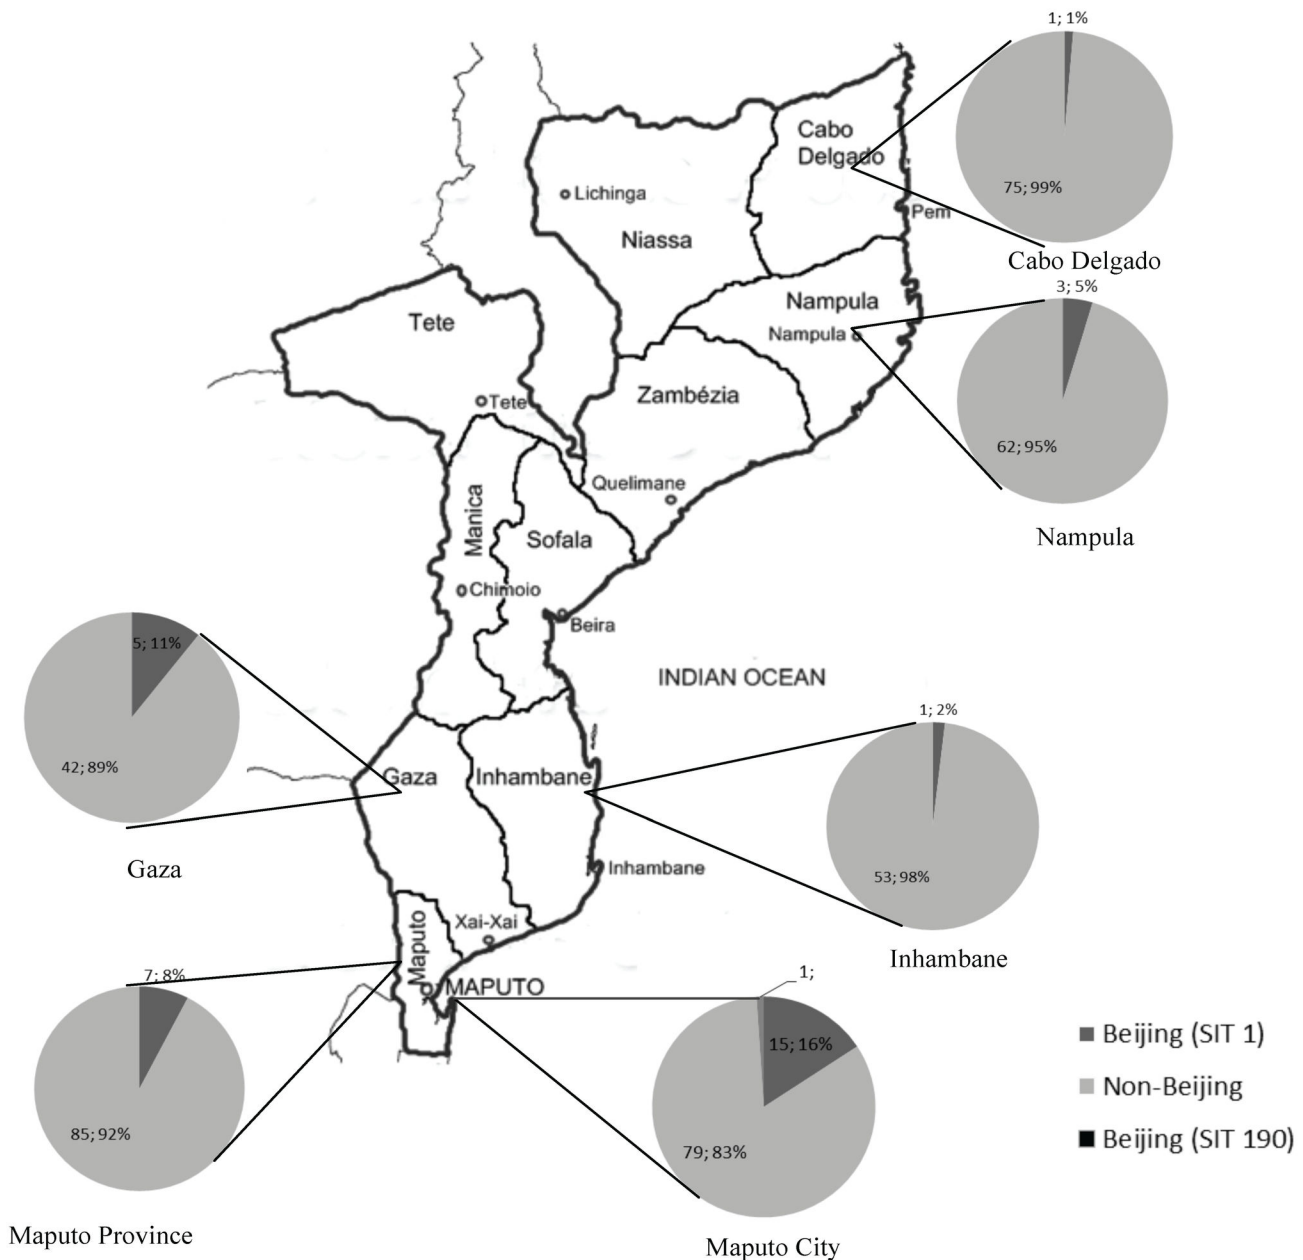 1; 1%
75; 99%
Cabo Delgado
Cabo
Delgado
Lichinga
Niassa
Pem
3; 5%
62; 95%
Nampula
Nampula
Nampula
Tete
Tete
Zambézia
Quelimane
Manica
Sofala
Chimoio
Beira
INDIAN OCEAN
5; 11%
42; 89%
Gaza
Gaza
Inhambane
Inhambane
1; 2%
53; 98%
Inhambane
Xai-Xai
Maputo
MAPUTO
7; 8%
85; 92%
Maputo Province
1;
15; 16%
79; 83%
Maputo City
Beijing (SIT 1)
Non-Beijing
Beijing (SIT 190)